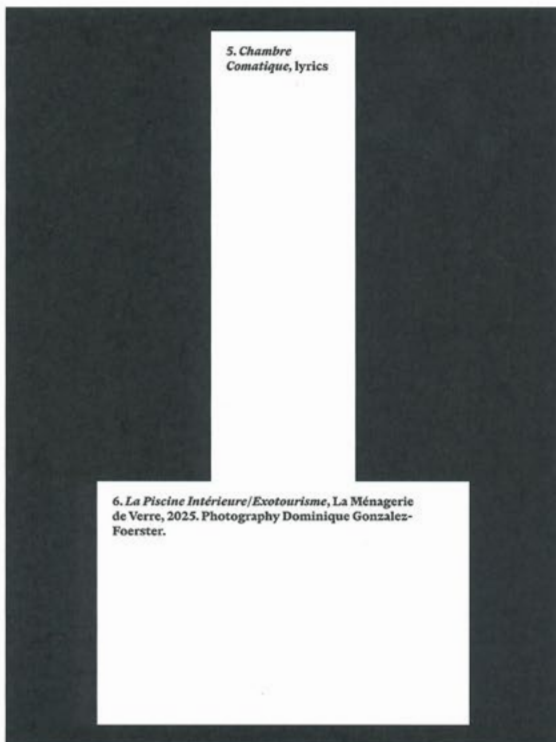 5. Chambre
Comatique, lyrics
6. La Piscine Intérieure/Exotourisme, La Ménagerie
de Verre, 2025. Photography Dominique Gonzalez-
Foerster.